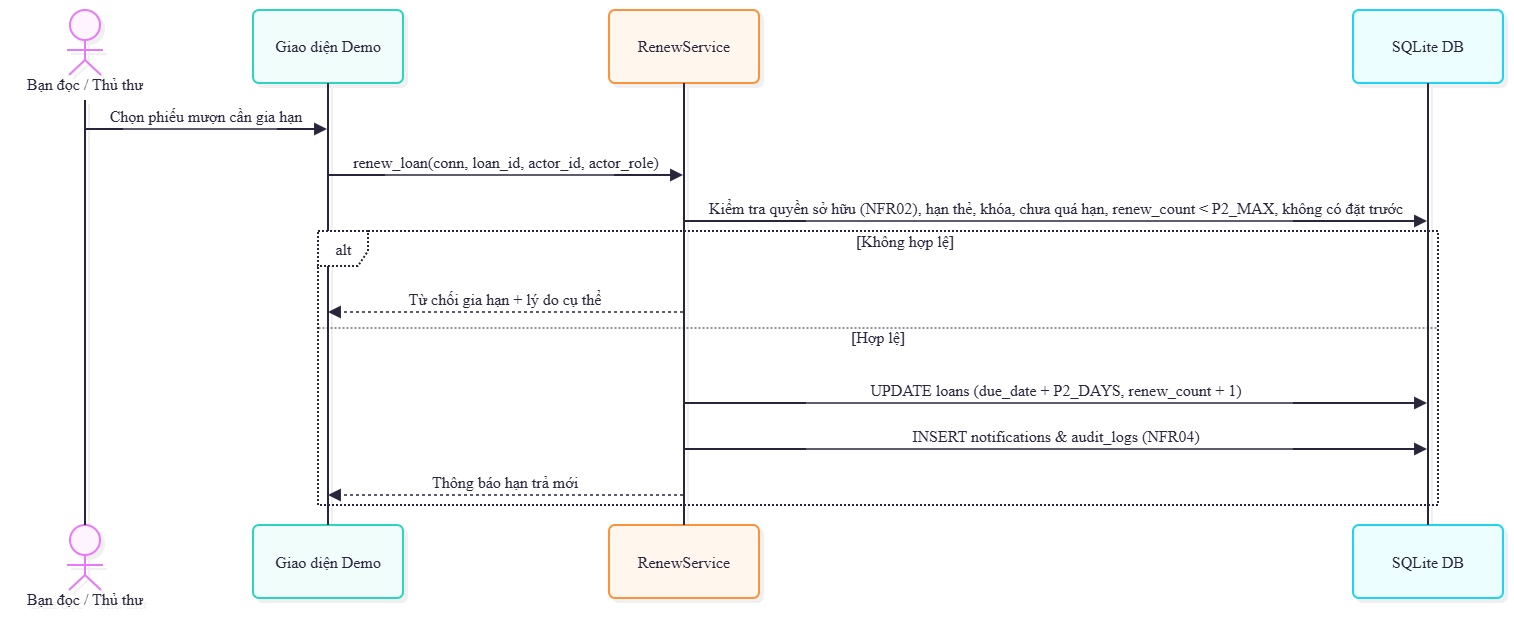 Bạn đọc / Thủ thư
Giao diện Demo
RenewService
SQLite DB
Chọn phiếu mượn cần gia hạn
renew_loan(conn, loan_id, actor_id, actor_role)
Kiểm tra quyền sở hữu (NFR02), hạn thẻ, khóa, chưa quá hạn, renew_count < P2_MAX, không có đặt trước
alt
[Không hợp lệ]
Từ chối gia hạn + lý do cụ thể
[Hợp lệ]
UPDATE loans (due_date + P2_DAYS, renew_count + 1)
INSERT notifications & audit_logs (NFR04)
Thông báo hạn trả mới
Bạn đọc / Thủ thư
Giao diện Demo
RenewService
SQLite DB